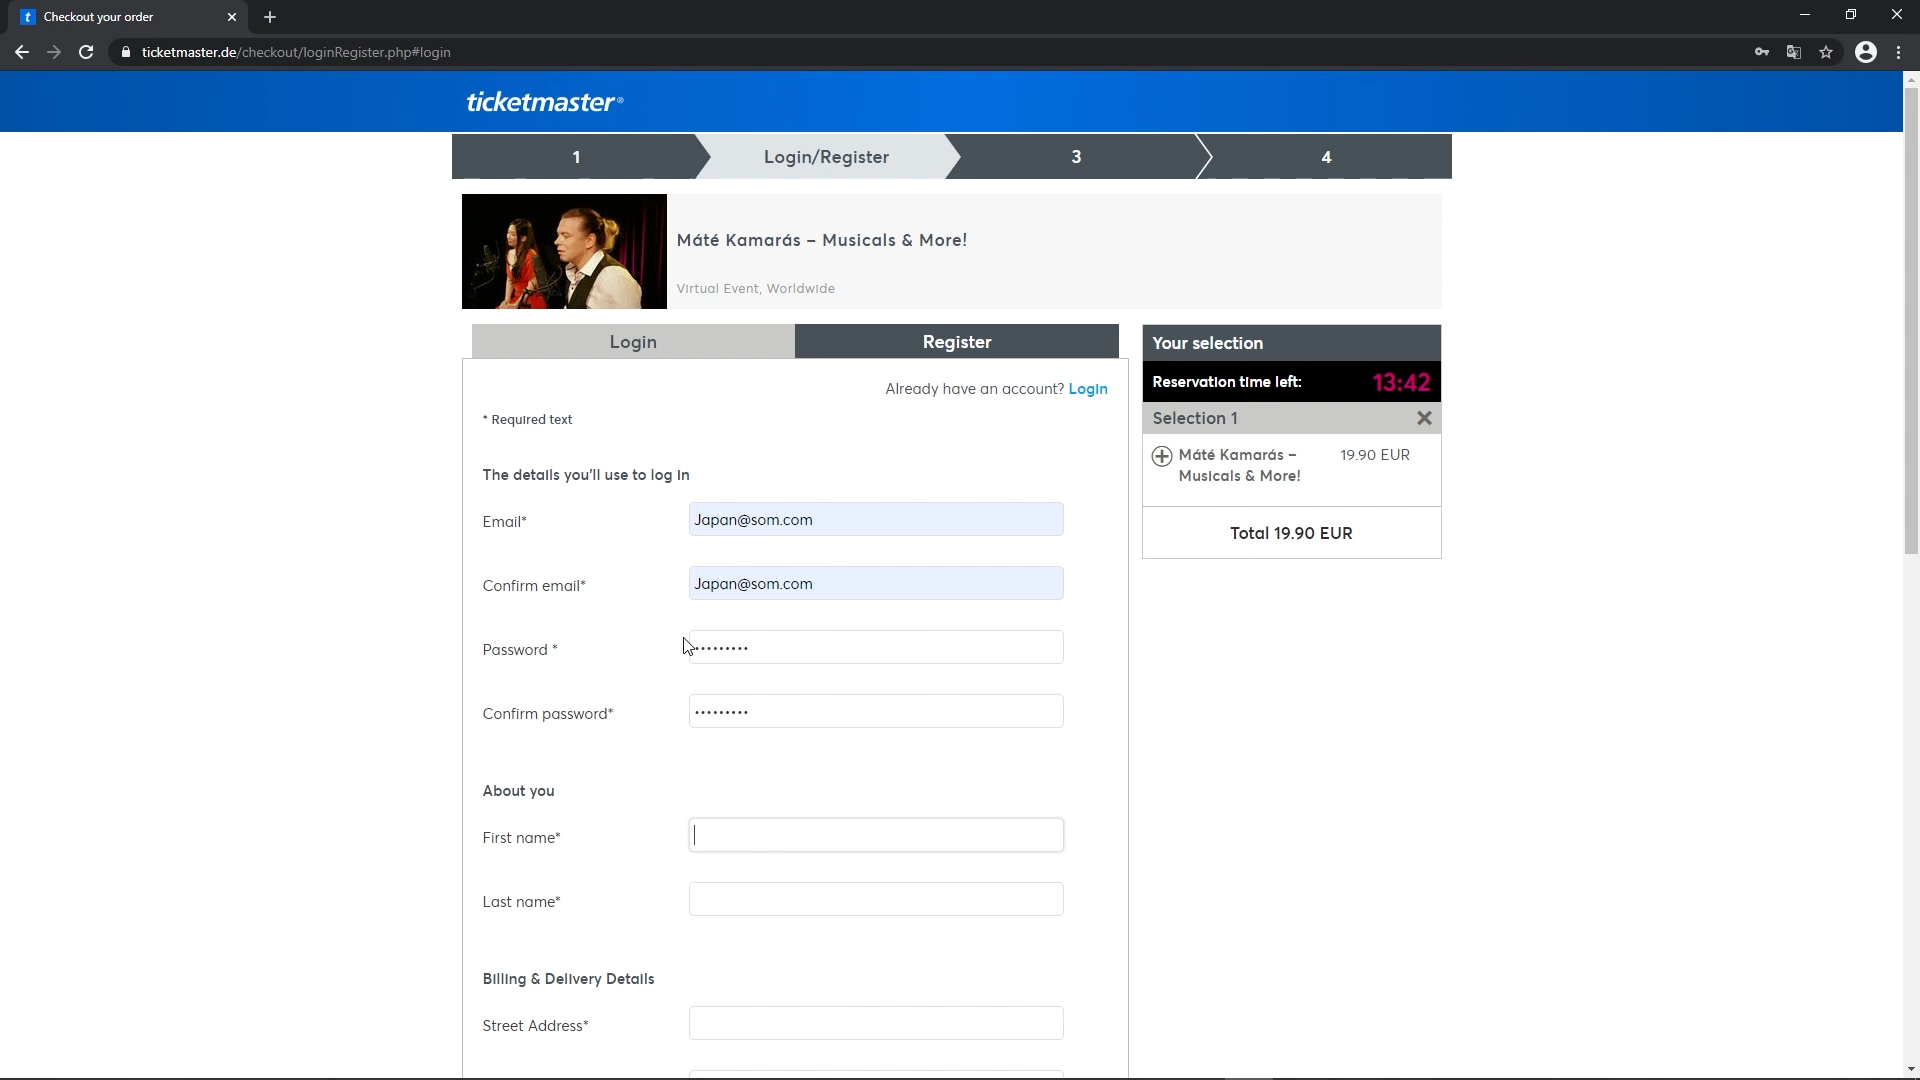 Checkout your order
ticketmaster.de/checkout/loginRegister.php#login
ticketmaster®
1
Login/Register
3
4
Máté Kamarás – Musicals & More!
Virtual Event, Worldwide
Login
Register
Your selection
Already have an account? Login
Reservation time left: 13:42
Selection 1
* Required text
Máté Kamarás – 19.90 EUR
Musicals & More!
The details you'll use to log in
Total 19.90 EUR
Email* Japan@som.com
Confirm email* Japan@som.com
Password *
Confirm password*
About you
First name*
Last name*
Billing & Delivery Details
Street Address*